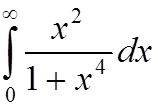 ∫₀^∞ x²/(1 + x⁴) dx